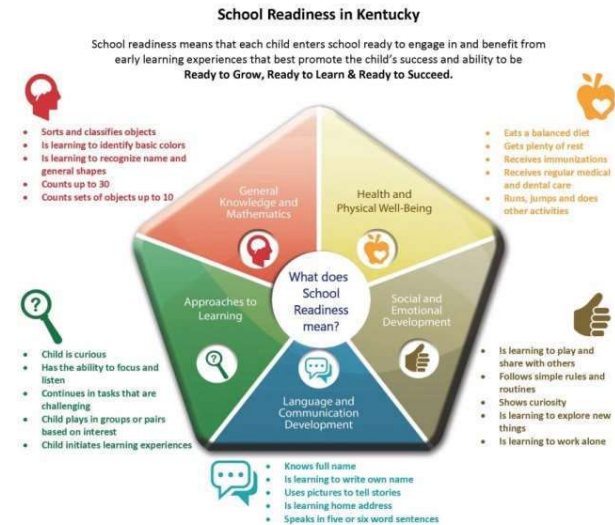 School Readiness in Kentucky
School readiness means that each child enters school ready to engage in and benefit from
early learning experiences that best promote the child's success and ability to be
Ready to Grow, Ready to Learn & Ready to Succeed.
• Sorts and classifies objects
• Is learning to identify basic colors
• Is learning to recognize name and
general shapes
• Counts up to 30
• Counts sets of objects up to 10
• Eats a balanced diet
• Gets plenty of rest
• Receives immunizations
• Receives regular medical
and dental care
• Runs, jumps and does
other activities
General
Knowledge and
Mathematics
Health and
Physical Well-Being
What does
School
Readiness
mean?
Approaches to
Learning
Social and
Emotional
Development
Language and
Communication
Development
?
• Child is curious
• Has the ability to focus and
listen
• Continues in tasks that are
challenging
• Child plays in groups or pairs
based on interest
• Child initiates learning experiences
• Is learning to play and
share with others
• Follows simple rules and
routines
• Shows curiosity
• Is learning to explore new
things
• Is learning to work alone
• Knows full name
• Is learning to write own name
• Uses pictures to tell stories
• Is learning home address
• Speaks in five or six word sentences